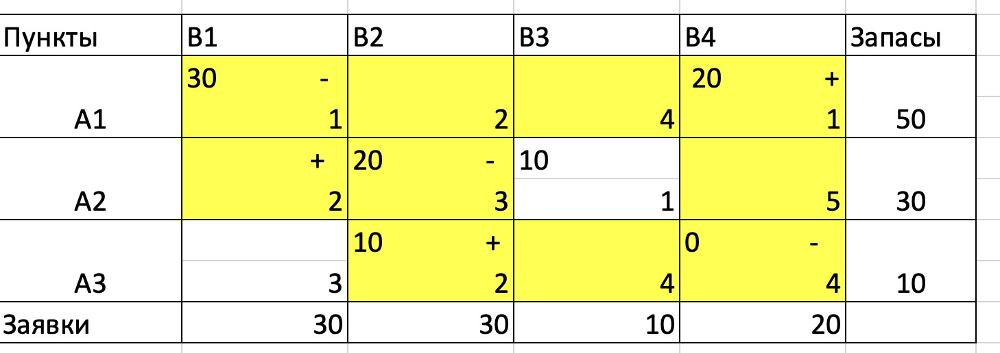 Пункты B1 B2 B3 B4 Запасы
30 - 20 +
A1 1 2 4 1 50
+ 20 - 10
A2 2 3 1 5 30
10 + 0 -
A3 3 2 4 4 10
Заявки 30 30 10 20